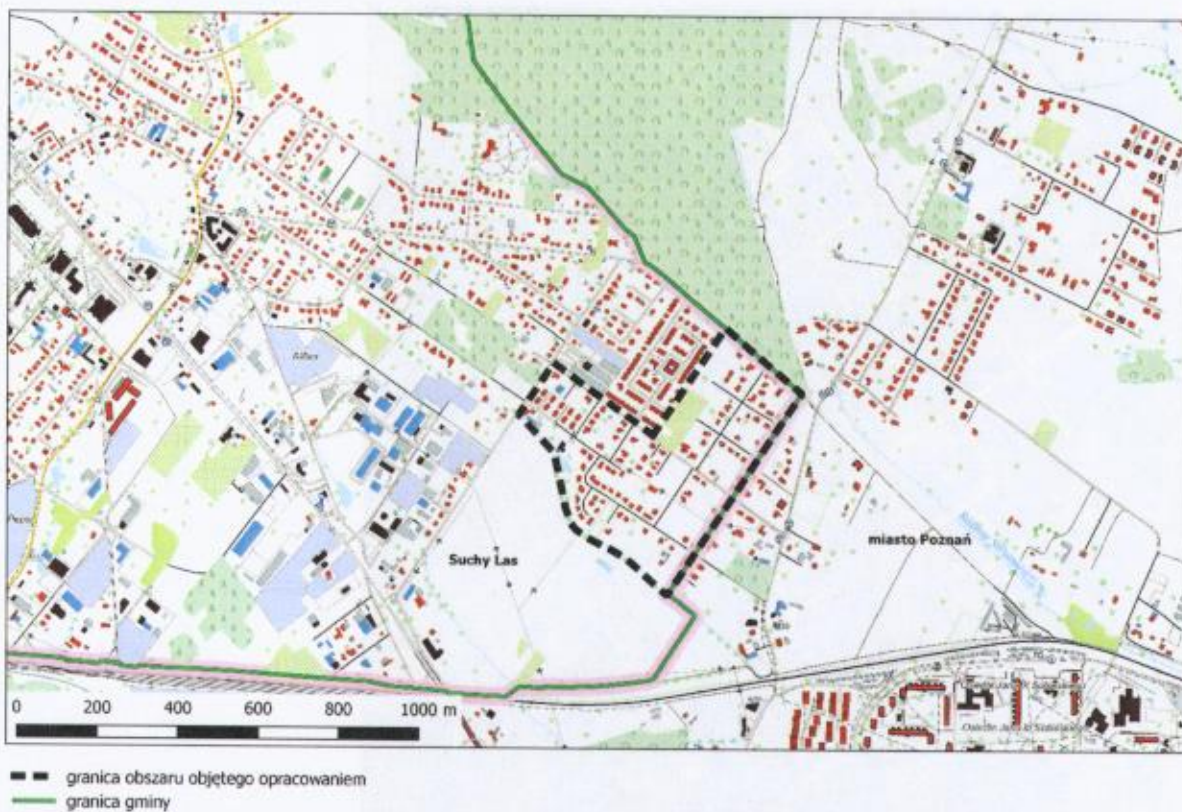 Suchy Las
miasto Poznań
0 200 400 600 800 1000 m
granica obszaru objętego opracowaniem
granica gminy